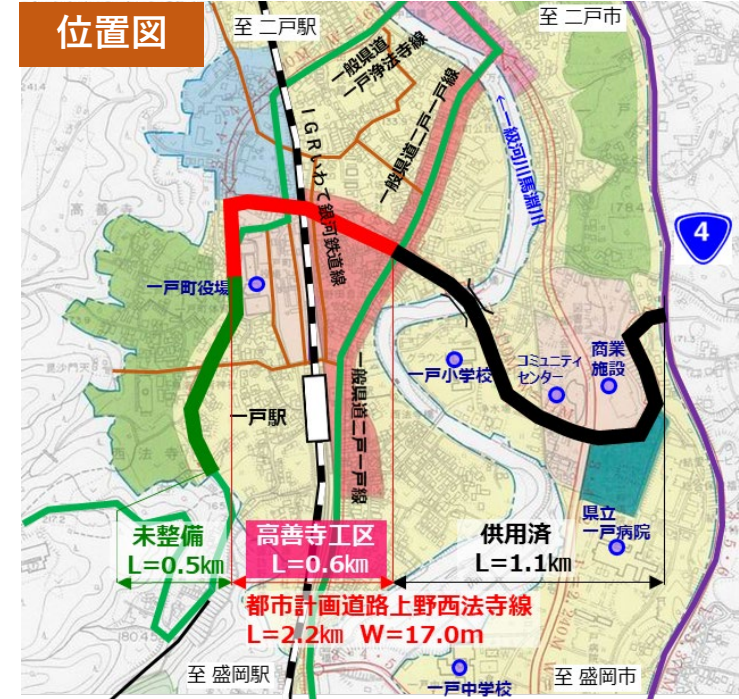 位置図
至 二戸駅
至 二戸市
一般県道
一戸浄法寺線
IGRいわて銀河鉄道線
一般県道二戸一戸線
←一級河川馬淵川
4
高善寺
一戸町役場
コミュニティ
センター
商業
施設
一戸小学校
一戸駅
一般県道二戸一戸線
西法寺
県立
一戸病院
未整備
L=0.5km
高善寺工区
L=0.6km
供用済
L=1.1km
都市計画道路上野西法寺線
L=2.2km W=17.0m
至 盛岡駅
一戸中学校
至 盛岡市